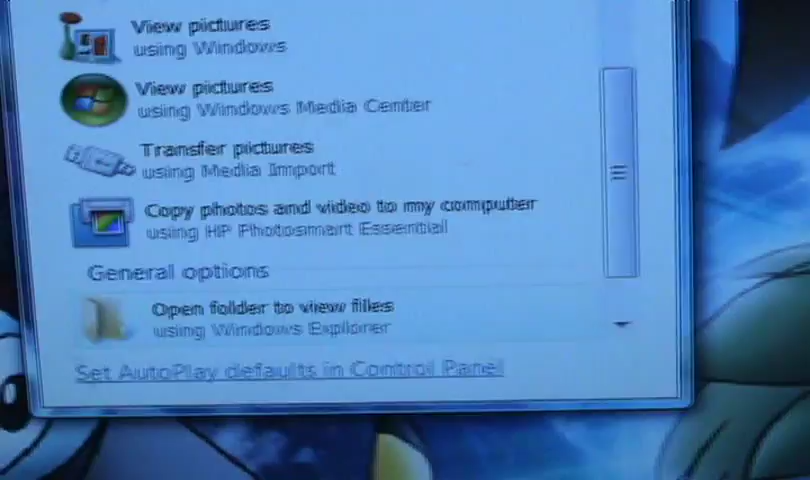 View pictures
using Windows
View pictures
using Windows Media Center
Transfer pictures
using Media Import
Copy photos and video to my computer
using HP Photosmart Essential
General options
Open folder to view files
using Windows Explorer
Set AutoPlay defaults in Control Panel